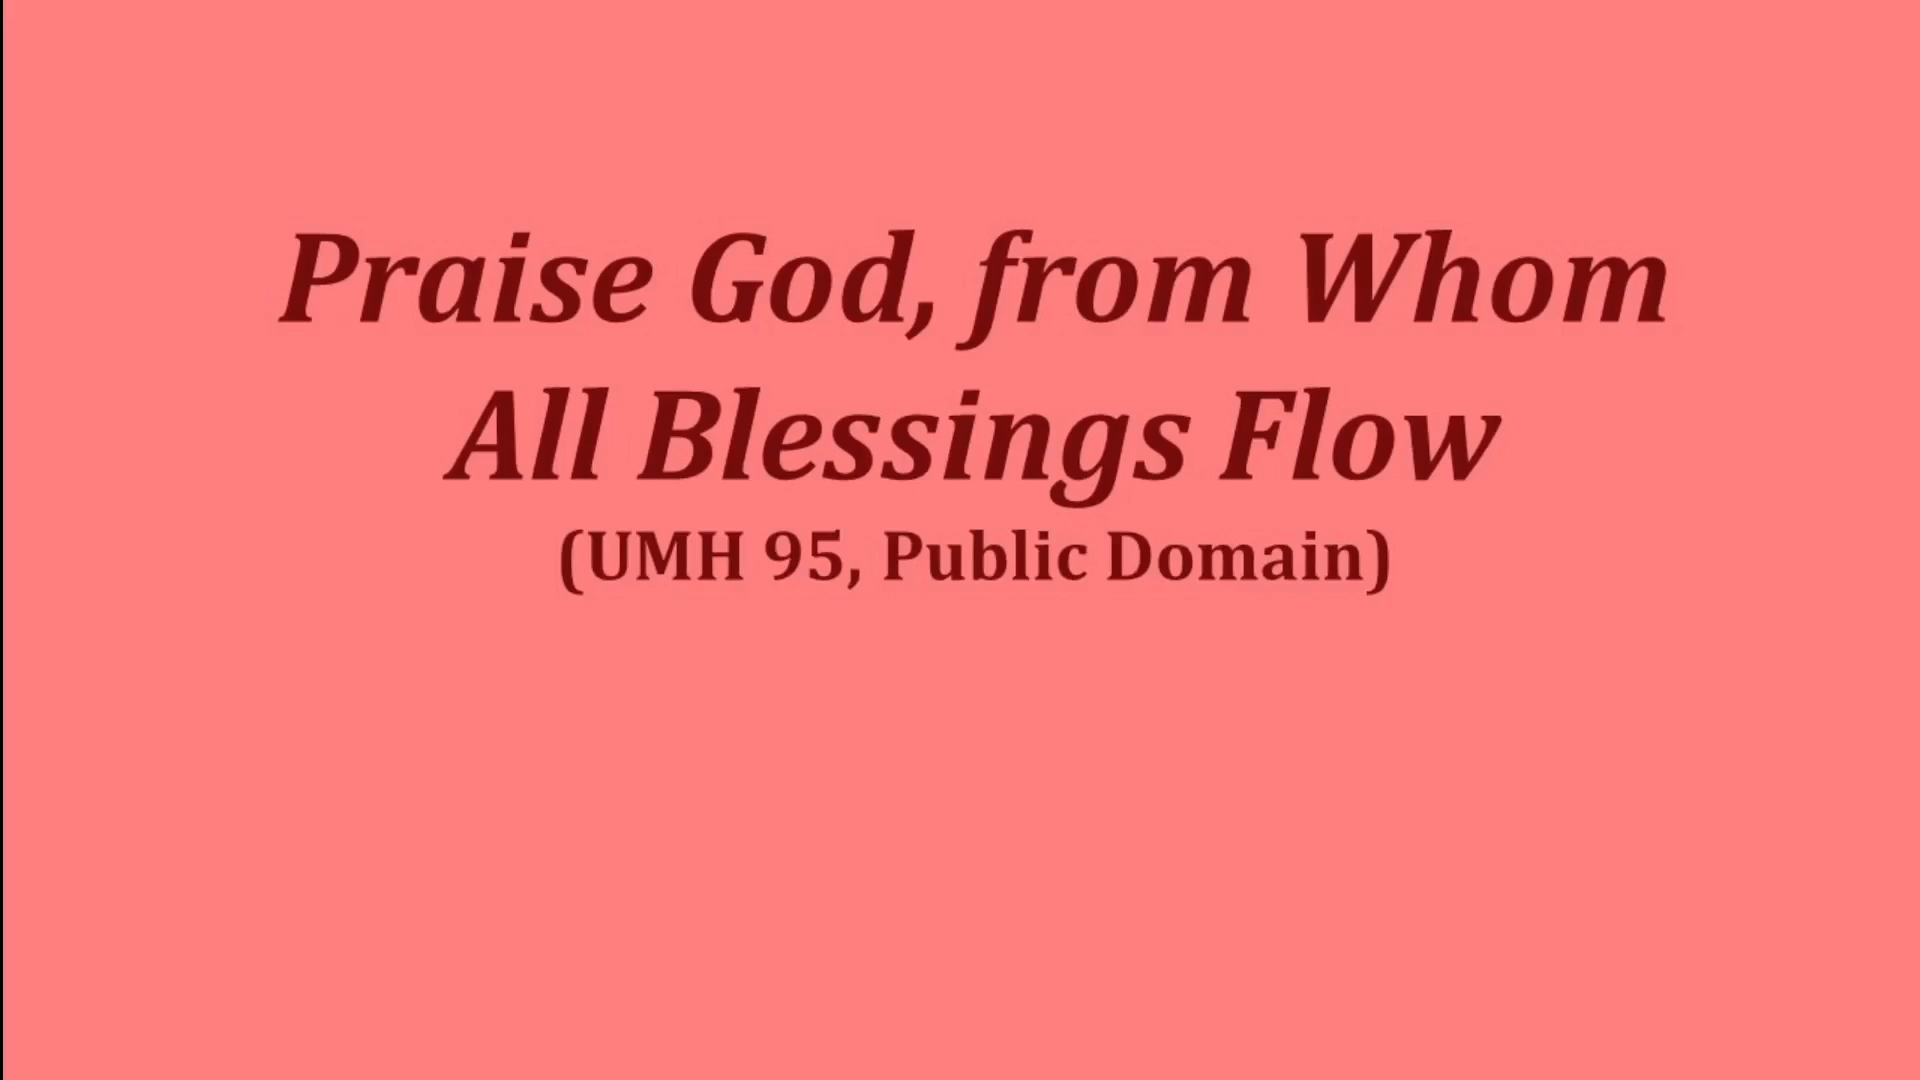 Praise God, from Whom
All Blessings Flow
(UMH 95, Public Domain)